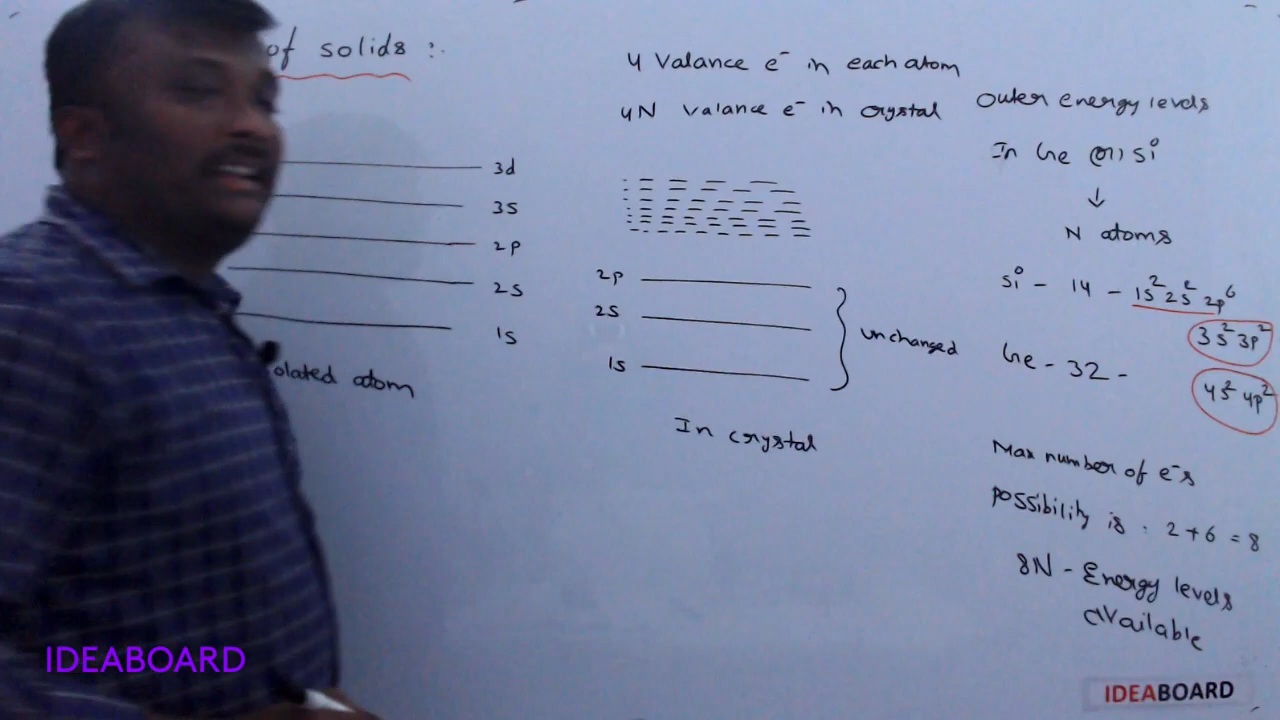 of solids :.
3d
3s
2p
2s
1s
olated atom
4 Valance e⁻ in each atom
4N valance e⁻ in crystal
2p
2s
1s
unchanged
In crystal
Outer energy levels
In Ge (or) Si
↓
N atoms
Si - 14 - 1s² 2s² 2p⁶
3s² 3p²
Ge - 32 -
4s² 4p²
Max number of e⁻s
possibility is : 2 + 6 = 8
8N - Energy levels
available
IDEABOARD
IDEABOARD